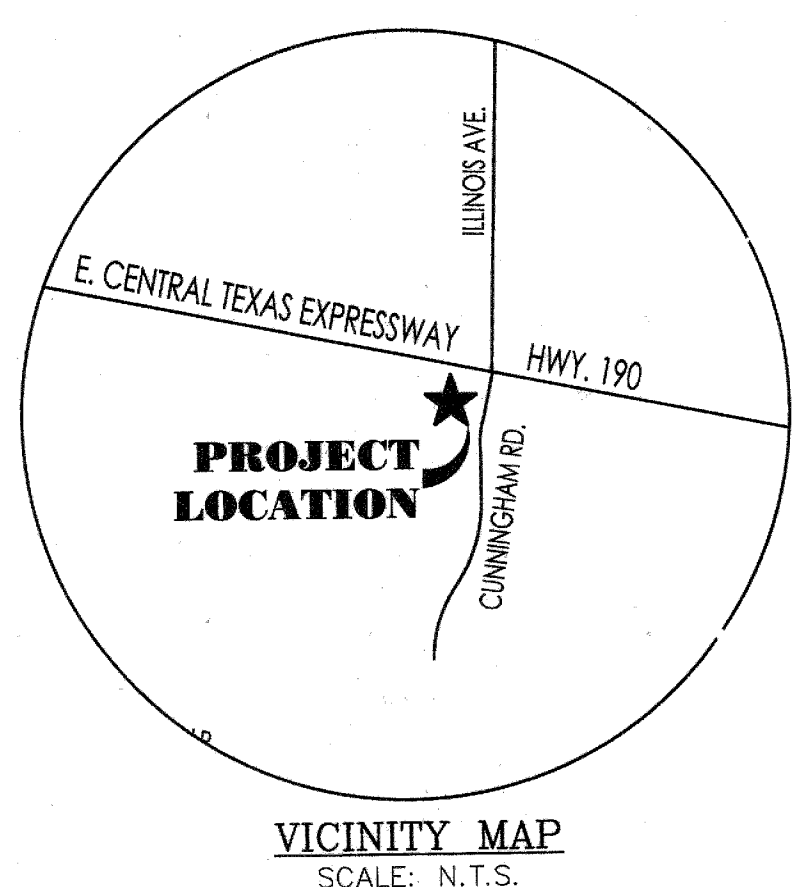 ILLINOIS AVE.
E. CENTRAL TEXAS EXPRESSWAY
HWY. 190
PROJECT
LOCATION
CUNNINGHAM RD.
VICINITY MAP
SCALE: N.T.S.